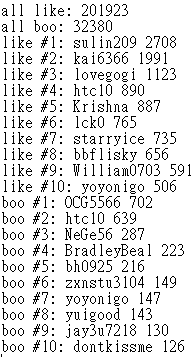 all like: 201923
all boo: 32380
like #1: sulin209 2708
like #2: kai6366 1991
like #3: lovegogi 1123
like #4: htc10 890
like #5: Krishna 887
like #6: lck0 765
like #7: starryice 735
like #8: bbflisky 656
like #9: William0703 591
like #10: yoyonigo 506
boo #1: OCG5566 702
boo #2: htc10 639
boo #3: NeGe56 287
boo #4: BradleyBeal 223
boo #5: bh0925 216
boo #6: zxnstu3104 149
boo #7: yoyonigo 147
boo #8: yuigood 143
boo #9: jay3u7218 130
boo #10: dontkissme 126